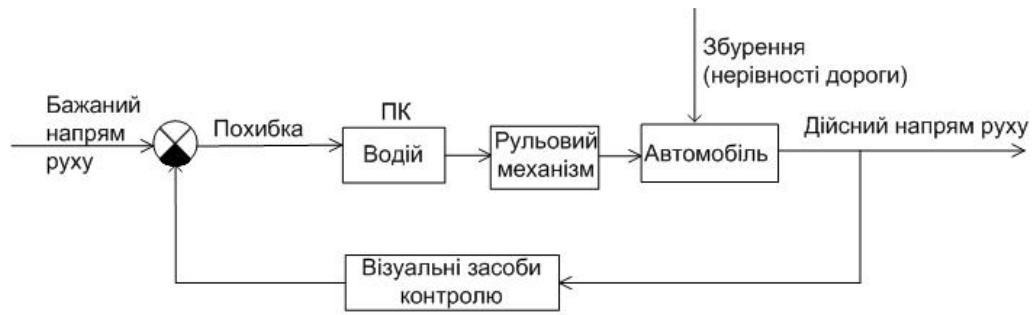 Збурення
(нерівності дороги)
Бажаний
напрям
руху
Похибка
ПК
Водій
Рульовий
механізм
Автомобіль
Дійсний напрям руху
Візуальні засоби
контролю